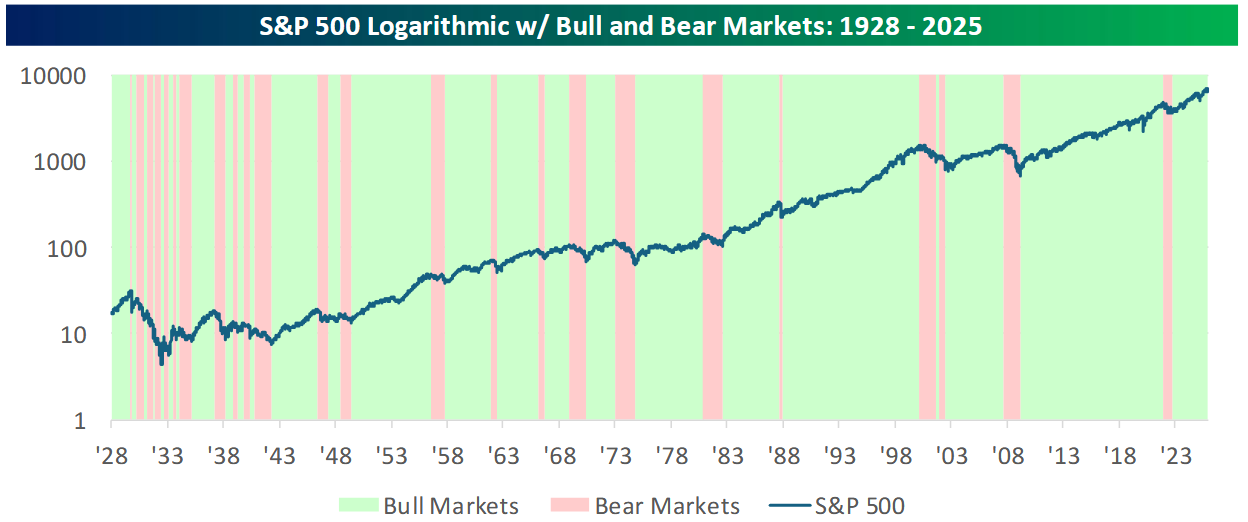 S&P 500 Logarithmic w/ Bull and Bear Markets: 1928 - 2025
10000
1000
100
10
1
'28 '33 '38 '43 '48 '53 '58 '63 '68 '73 '78 '83 '88 '93 '98 '03 '08 '13 '18 '23
Bull Markets Bear Markets S&P 500